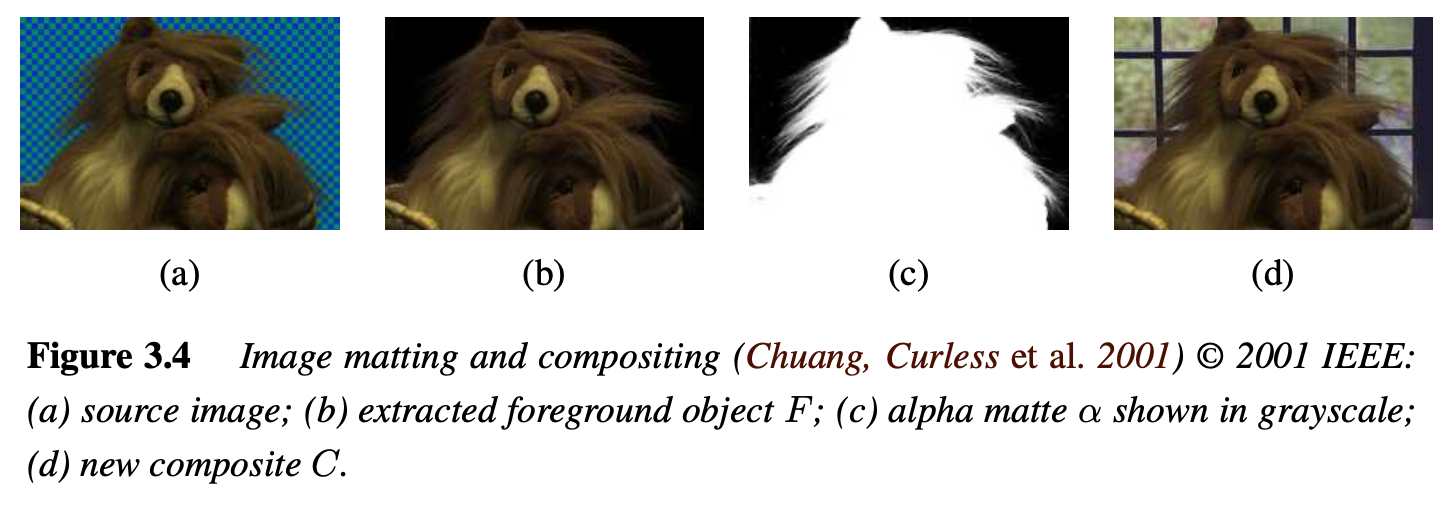 (a) (b) (c) (d)
Figure 3.4 Image matting and compositing (Chuang, Curless et al. 2001) © 2001 IEEE:
(a) source image; (b) extracted foreground object F; (c) alpha matte α shown in grayscale;
(d) new composite C.